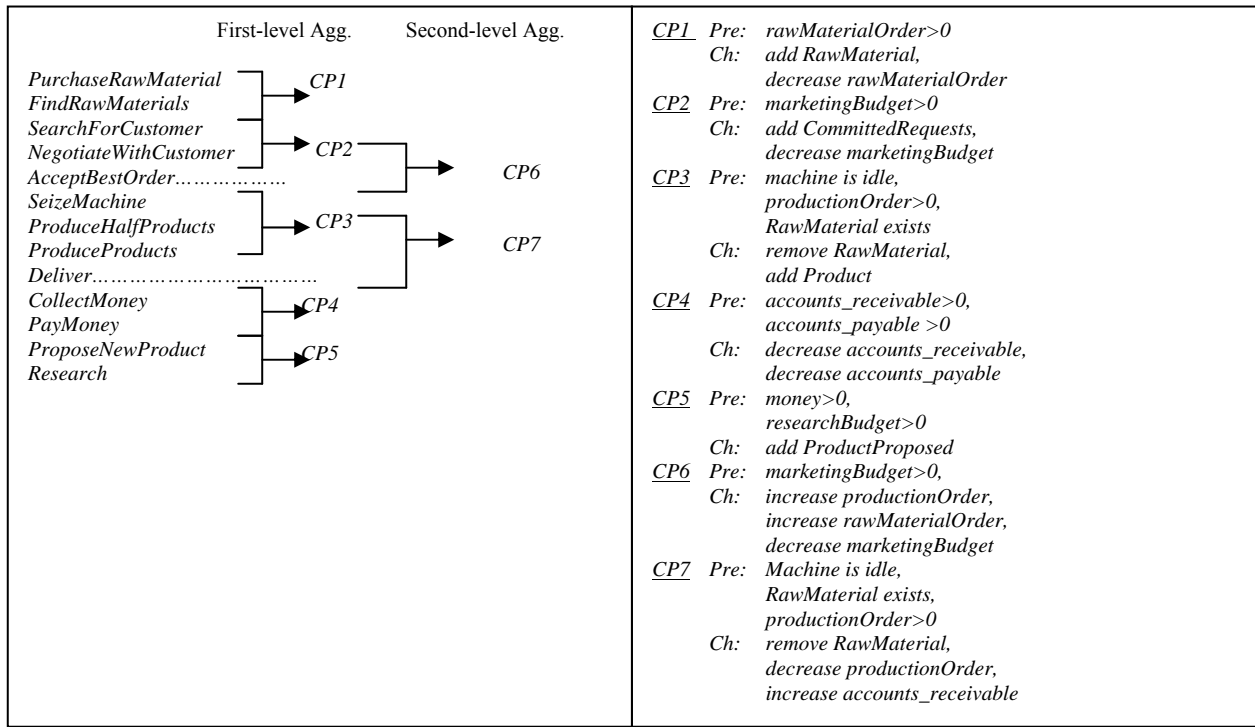 First-level Agg. Second-level Agg.
PurchaseRawMaterial
CP1
FindRawMaterials
SearchForCustomer
NegotiateWithCustomer
CP2
AcceptBestOrder………………
CP6
SeizeMachine
ProduceHalfProducts
CP3
ProduceProducts
CP7
Deliver………………………………
CollectMoney
CP4
PayMoney
ProposeNewProduct
CP5
Research
CP1 Pre: rawMaterialOrder>0
Ch: add RawMaterial,
decrease rawMaterialOrder
CP2 Pre: marketingBudget>0
Ch: add CommittedRequests,
decrease marketingBudget
CP3 Pre: machine is idle,
productionOrder>0,
RawMaterial exists
Ch: remove RawMaterial,
add Product
CP4 Pre: accounts_receivable>0,
accounts_payable >0
Ch: decrease accounts_receivable,
decrease accounts_payable
CP5 Pre: money>0,
researchBudget>0
Ch: add ProductProposed
CP6 Pre: marketingBudget>0,
Ch: increase productionOrder,
increase rawMaterialOrder,
decrease marketingBudget
CP7 Pre: Machine is idle,
RawMaterial exists,
productionOrder>0
Ch: remove RawMaterial,
decrease productionOrder,
increase accounts_receivable